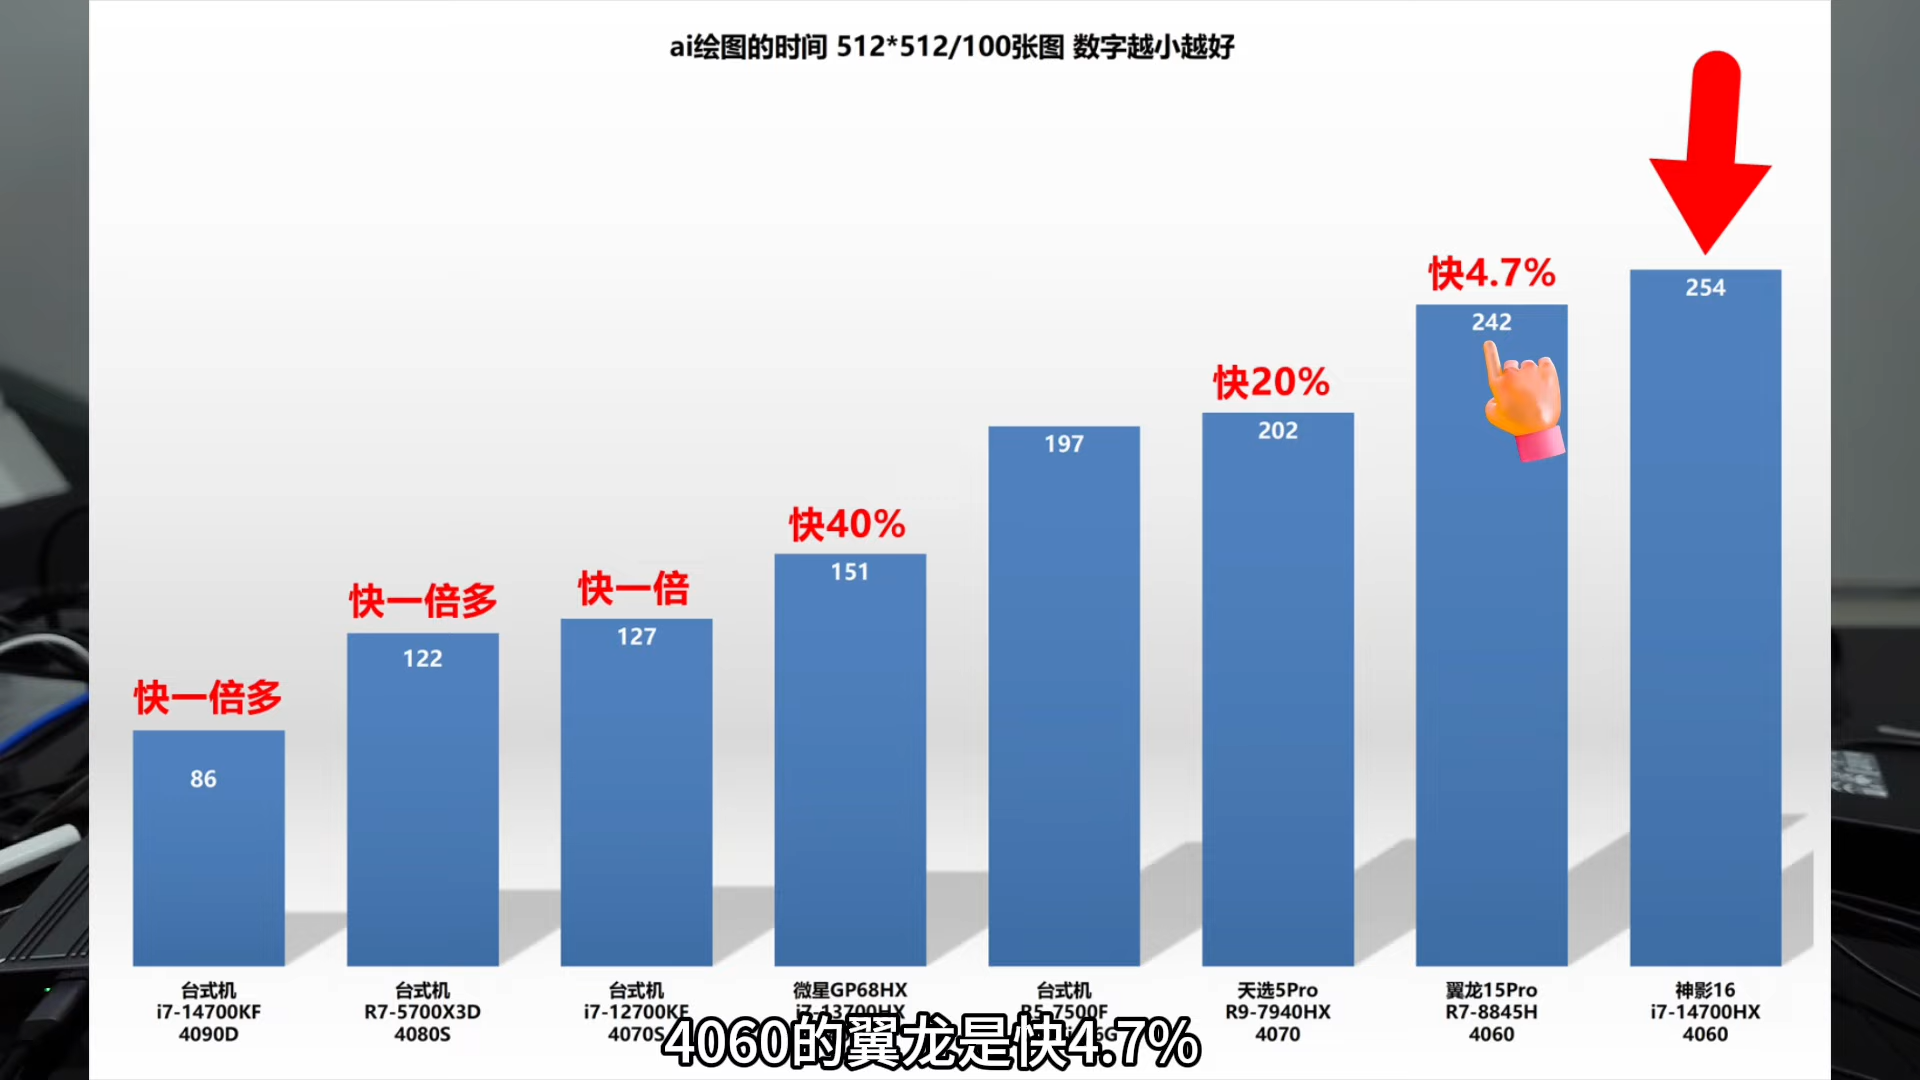 ai绘图的时间 512*512/100张图 数字越小越好
快一倍多
快一倍多
快一倍
快40%
快20%
快4.7%
86
122
127
151
197
202
242
254
台式机
i7-14700KF
4090D
台式机
R7-5700X3D
4080S
台式机
i7-12700KF
4070S
微星GP68HX
i7-13700HX
台式机
R5-7500F
天选5Pro
R9-7940HX
4070
翼龙15Pro
R7-8845H
4060
神影16
i7-14700HX
4060
4060的翼龙是快4.7%